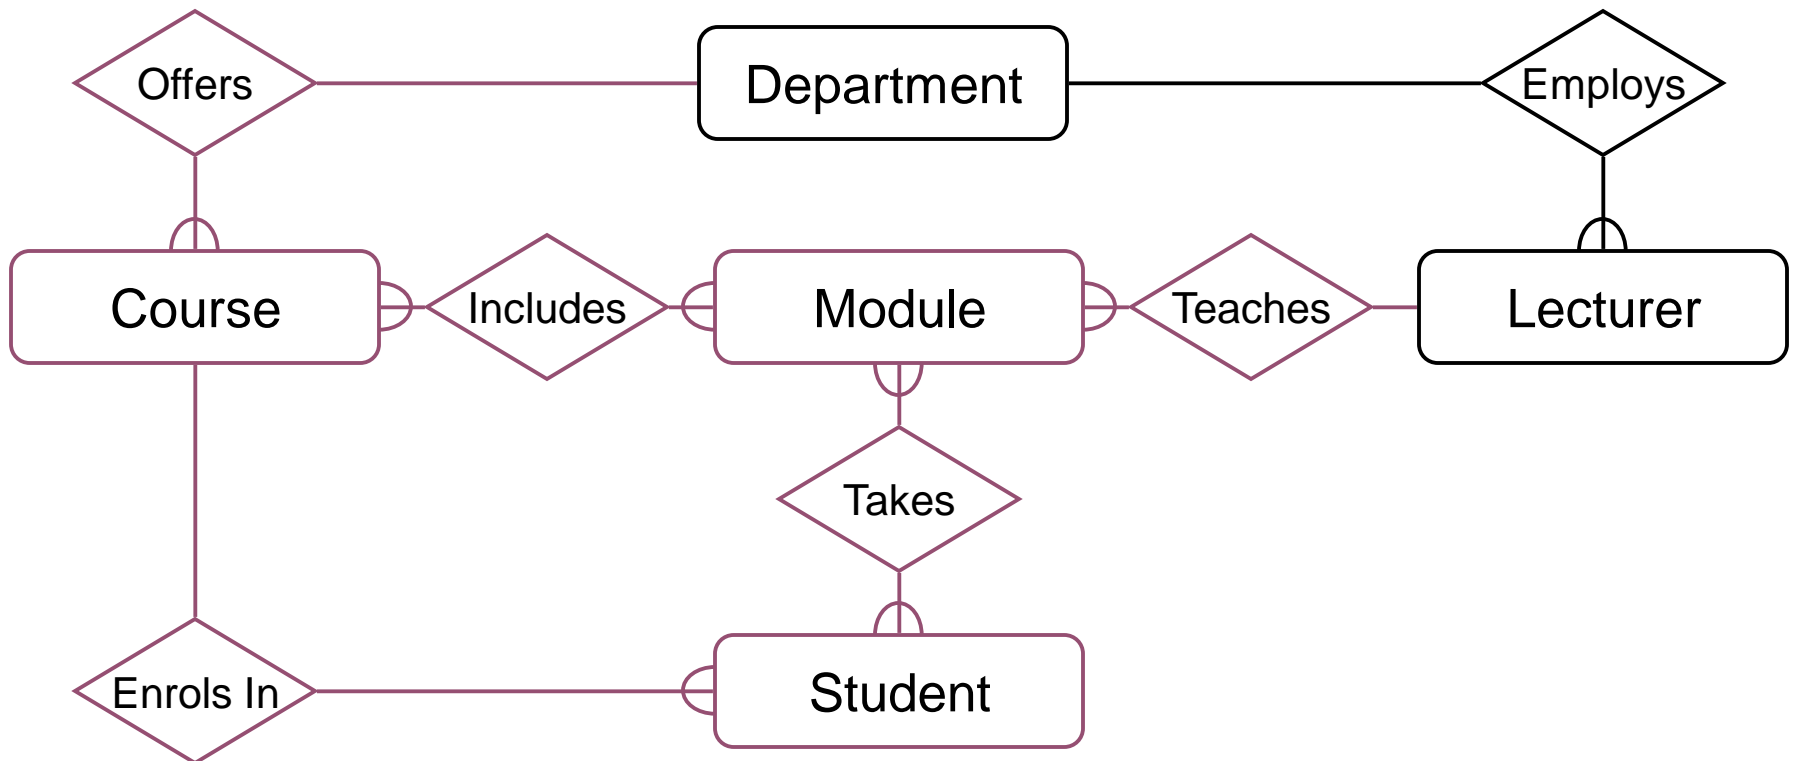 Offers
Department
Employs
Course
Includes
Module
Teaches
Lecturer
Takes
Enrols In
Student